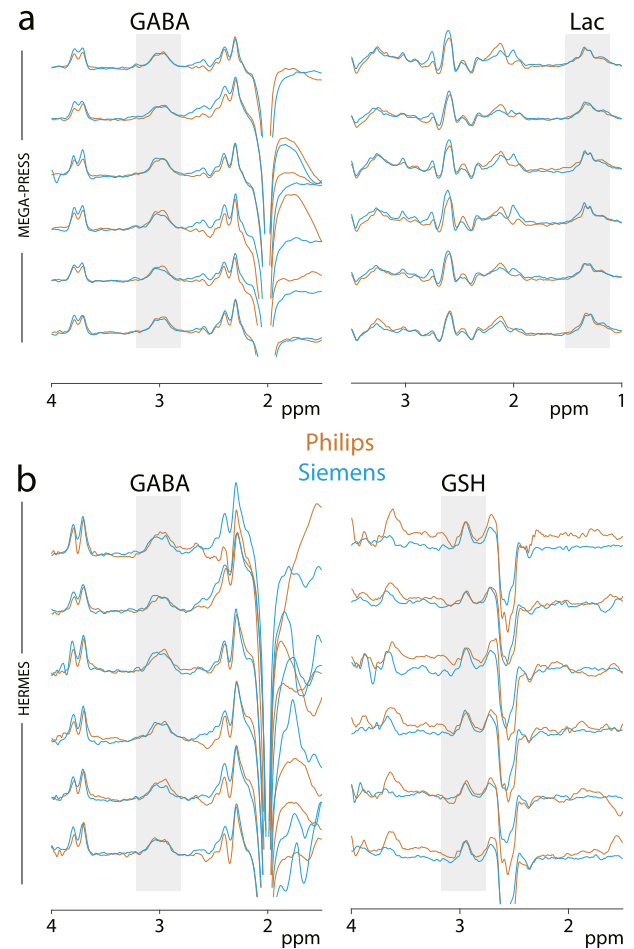 a
GABA
Lac
MEGA-PRESS
4 3 2 ppm
3 2 ppm 1
Philips
Siemens
b
GABA
GSH
HERMES
4 3 2 ppm
4 3 2 ppm